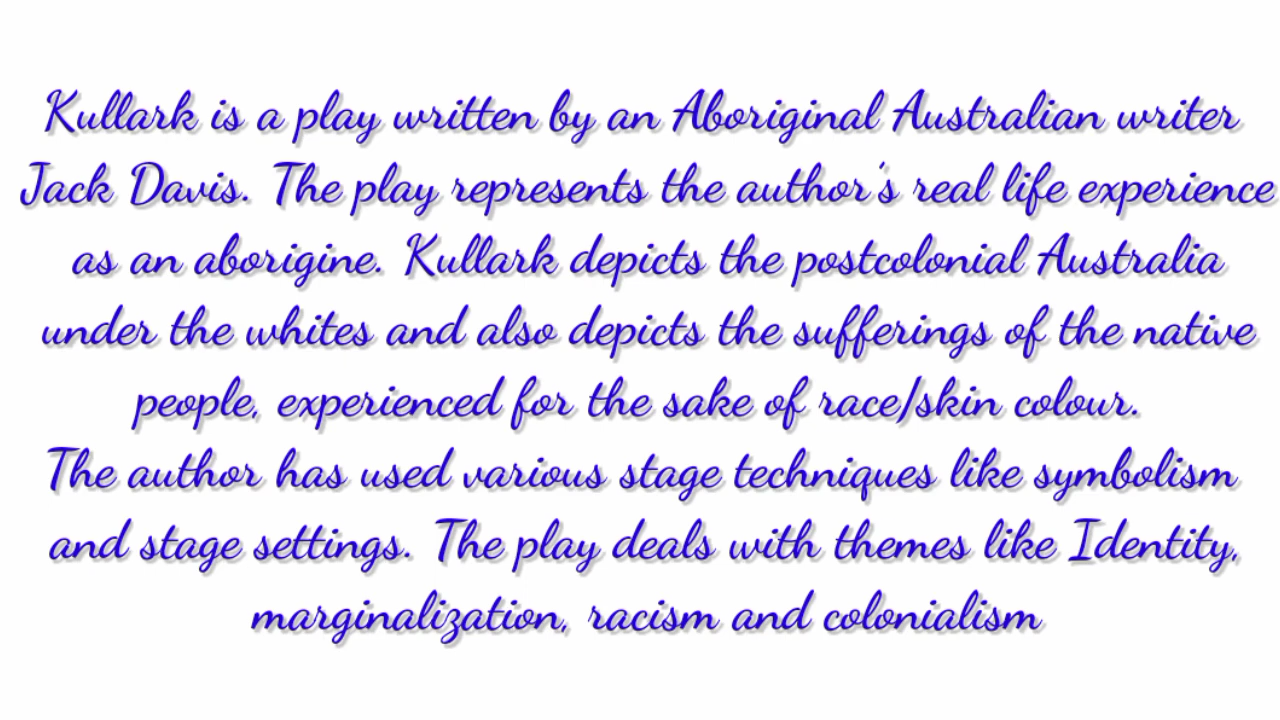 Kullark is a play written by an Aboriginal Australian writer
Jack Davis. The play represents the author's real life experience
as an aborigine. Kullark depicts the postcolonial Australia
under the whites and also depicts the sufferings of the native
people, experienced for the sake of race/skin colour.
The author has used various stage techniques like symbolism
and stage settings. The play deals with themes like Identity,
marginalization, racism and colonialism